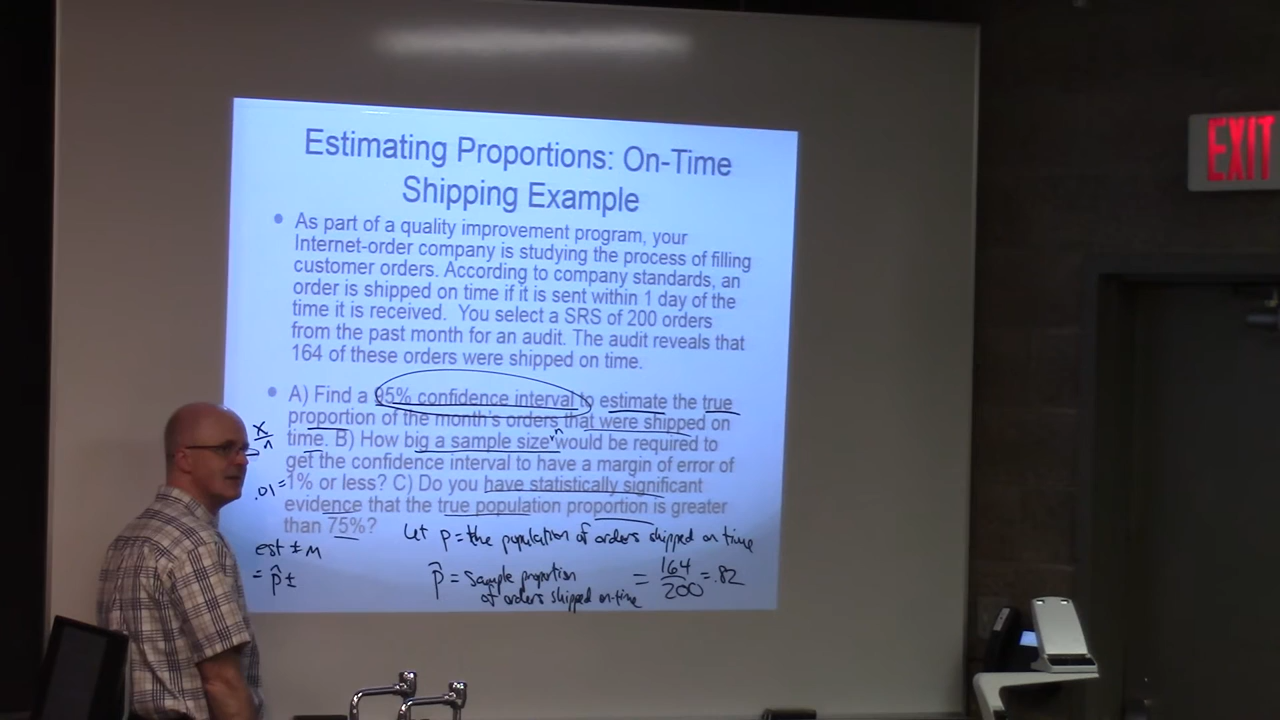 Estimating Proportions: On-Time
Shipping Example
• As part of a quality improvement program, your
Internet-order company is studying the process of filling
customer orders. According to company standards, an
order is shipped on time if it is sent within 1 day of the
time it is received. You select a SRS of 200 orders
from the past month for an audit. The audit reveals that
164 of these orders were shipped on time.
• A) Find a 95% confidence interval to estimate the true
proportion of the month's orders that were shipped on
time. B) How big a sample size n would be required to
get the confidence interval to have a margin of error of
1% or less? C) Do you have statistically significant
evidence that the true population proportion is greater
than 75%?
x/n
.01=
est ± m
= p̂ ±
Let p = the population of orders shipped on time
p̂ = sample proportion
of orders shipped on-time
= 164/200 = .82
EXIT